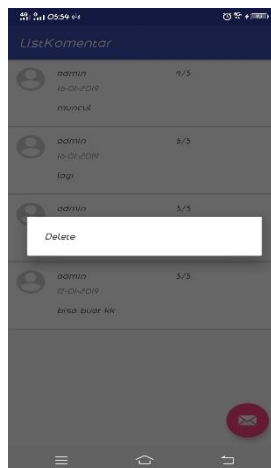 05:54
ListKomentar
admin 4/5
16-01-2019
muncul
admin 5/5
16-01-2019
lagi
admin 5/5
Delete
admin 5/5
17-01-2019
bisa buat kk